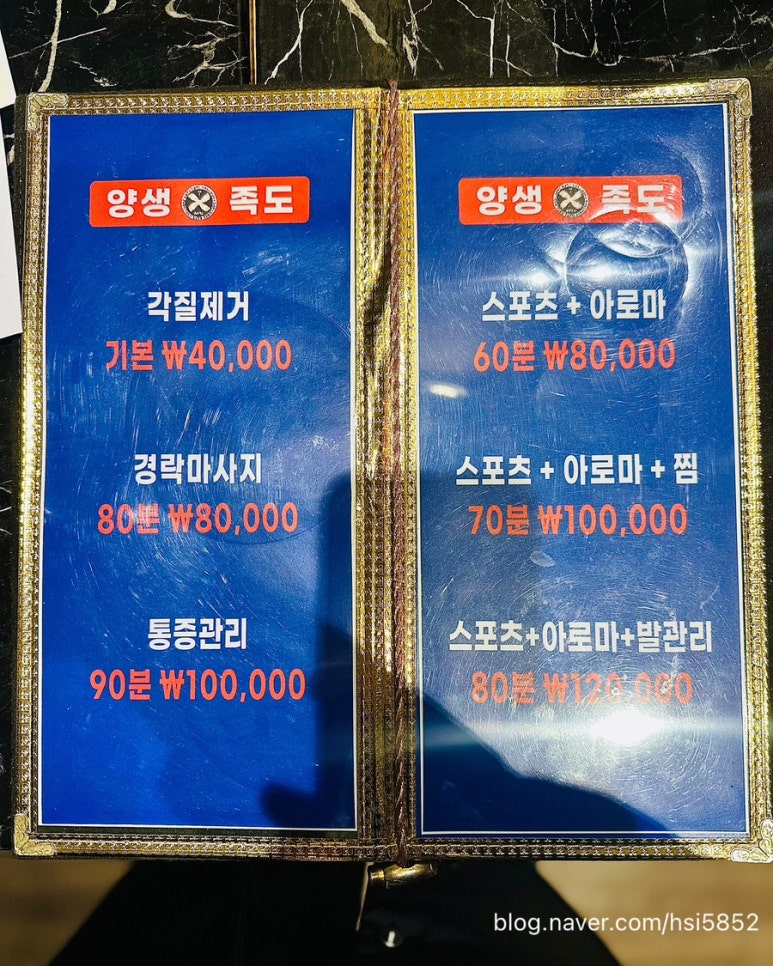 양생 족도
각질제거
기본 ₩40,000
경락마사지
80분 ₩80,000
통증관리
90분 ₩100,000
양생 족도
스포츠 + 아로마
60분 ₩80,000
스포츠 + 아로마 + 찜
70분 ₩100,000
스포츠+아로마+발관리
80분 ₩120,000
blog.naver.com/hsi5852